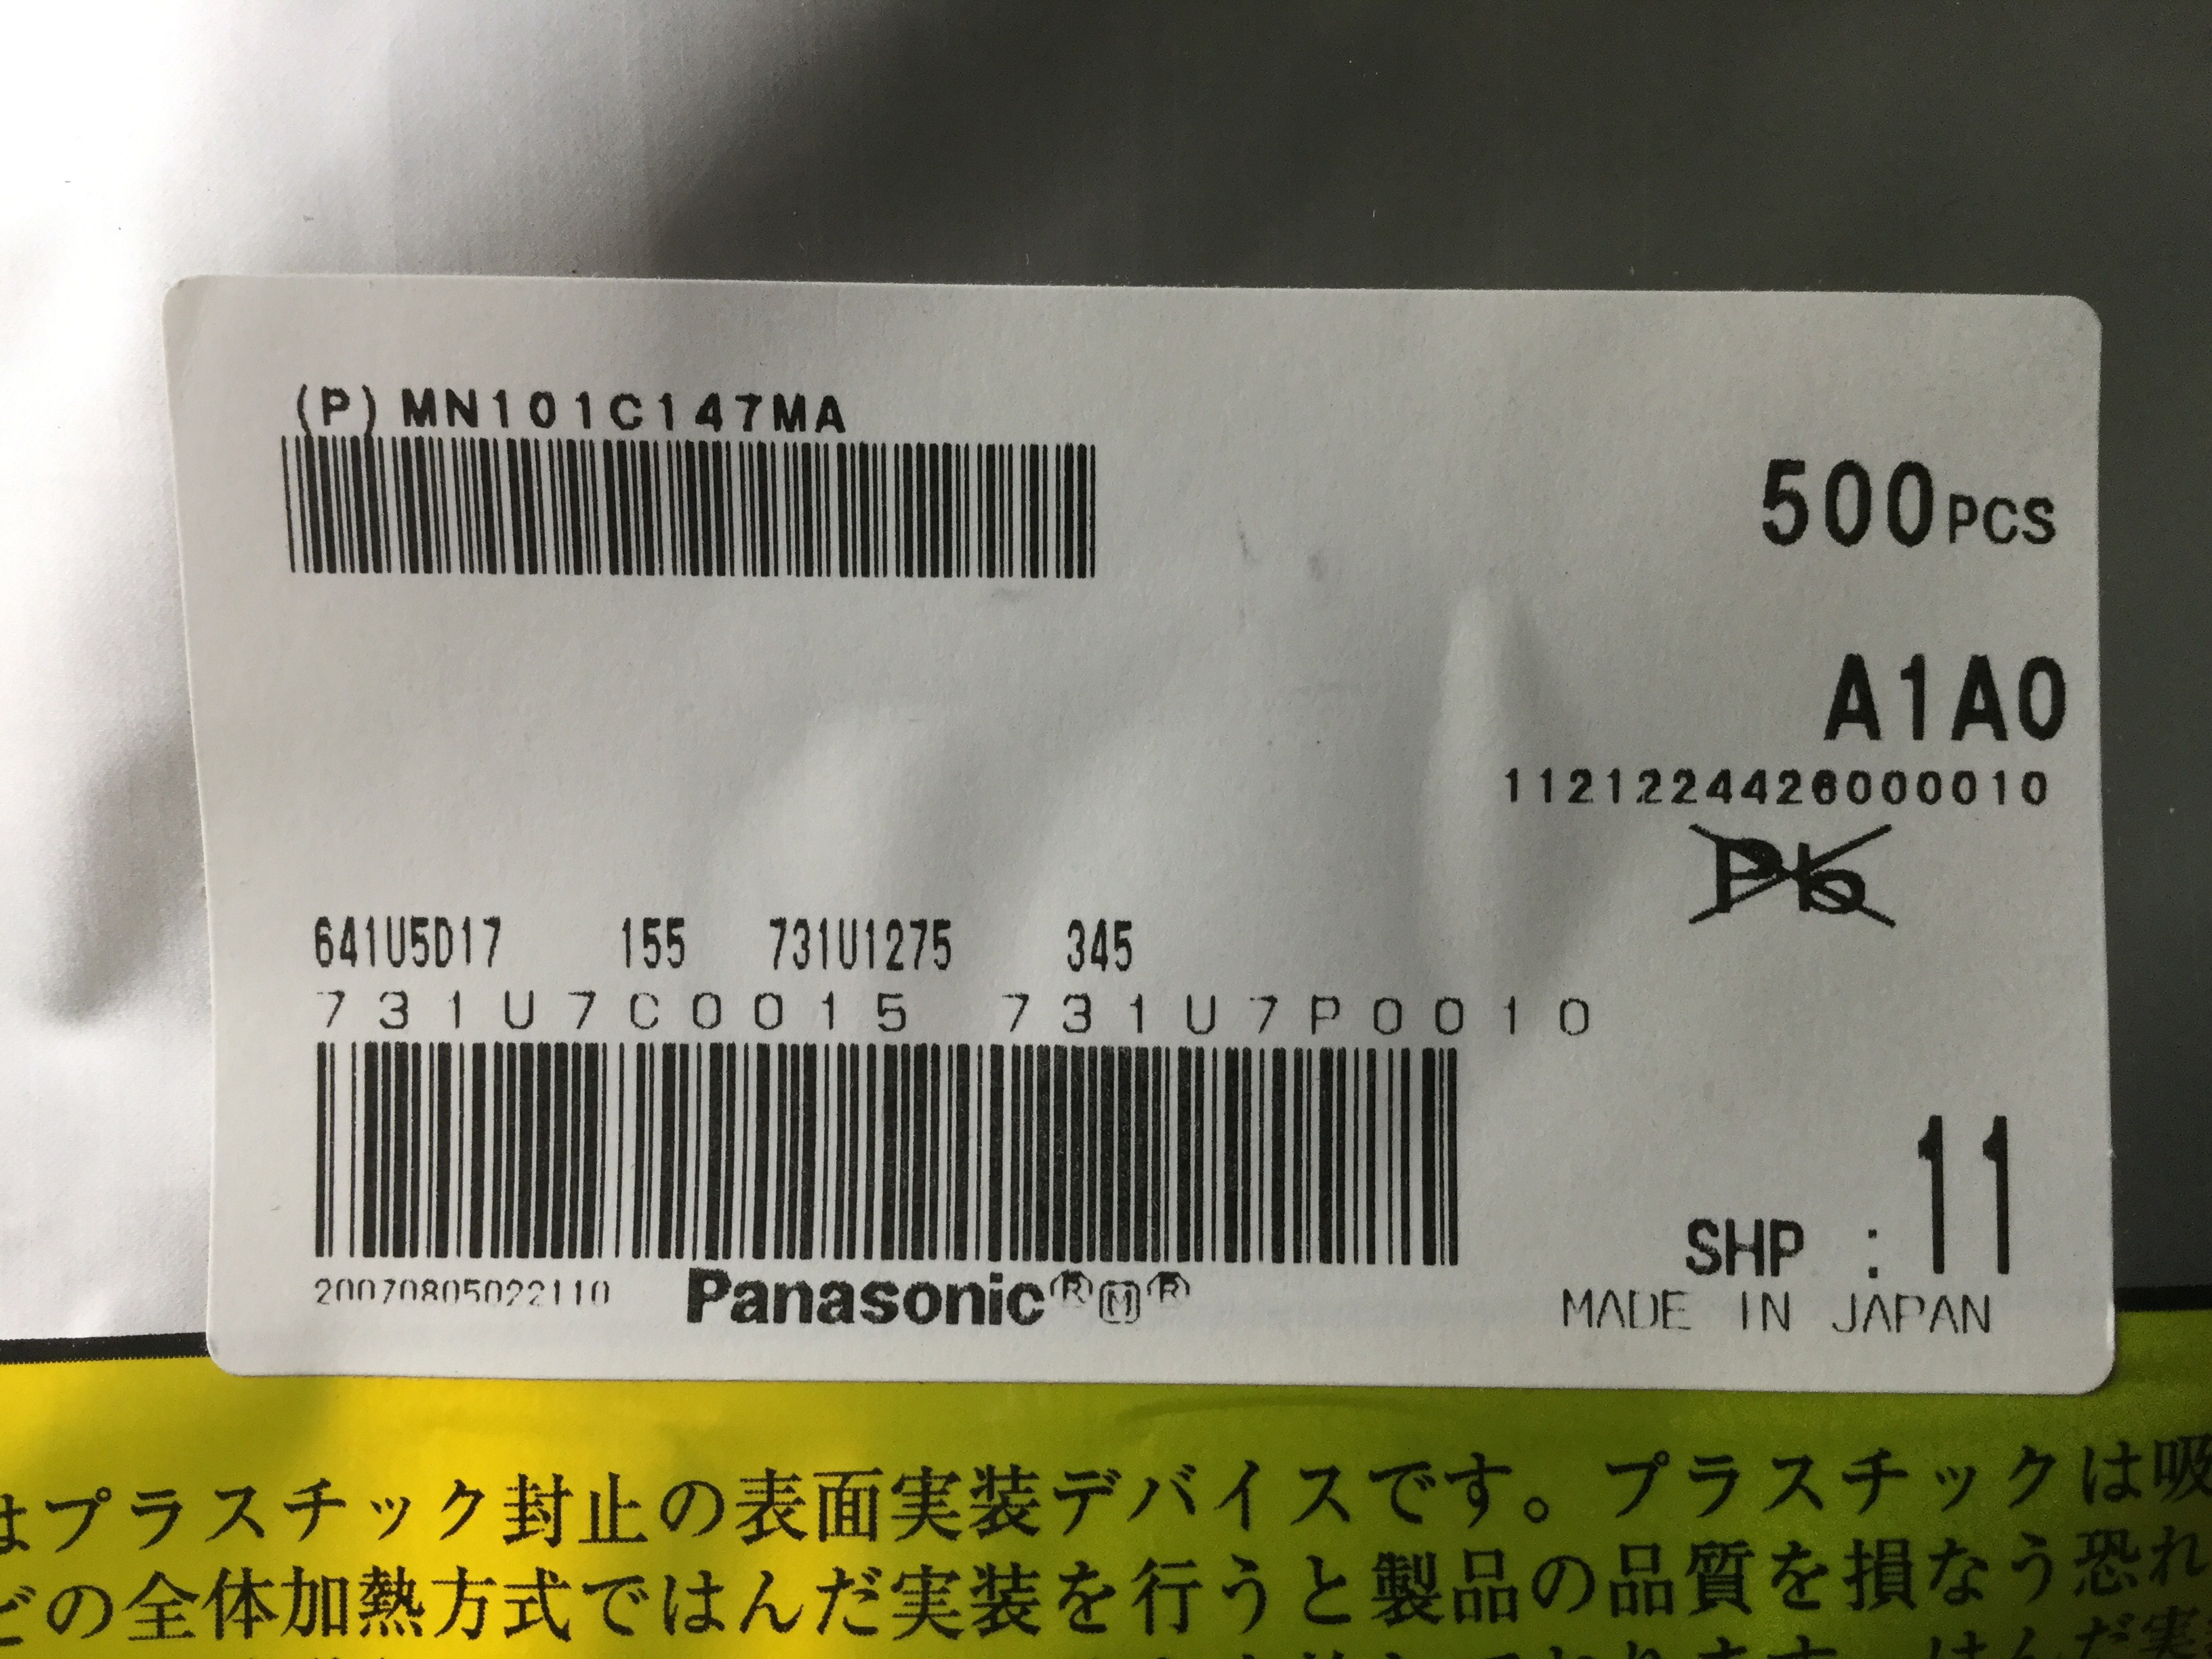 (P)MN101C147MA
500PCS
A1A0
1121224426000010
Pb
641U5D17 155 731U1275 345
731U7C0015 731U7P0010
SHP : 11
20070805022110 Panasonic® M ®
MADE IN JAPAN
はプラスチック封止の表面実装デバイスです。プラスチックは吸
どの全体加熱方式ではんだ実装を行うと製品の品質を損なう恐れ